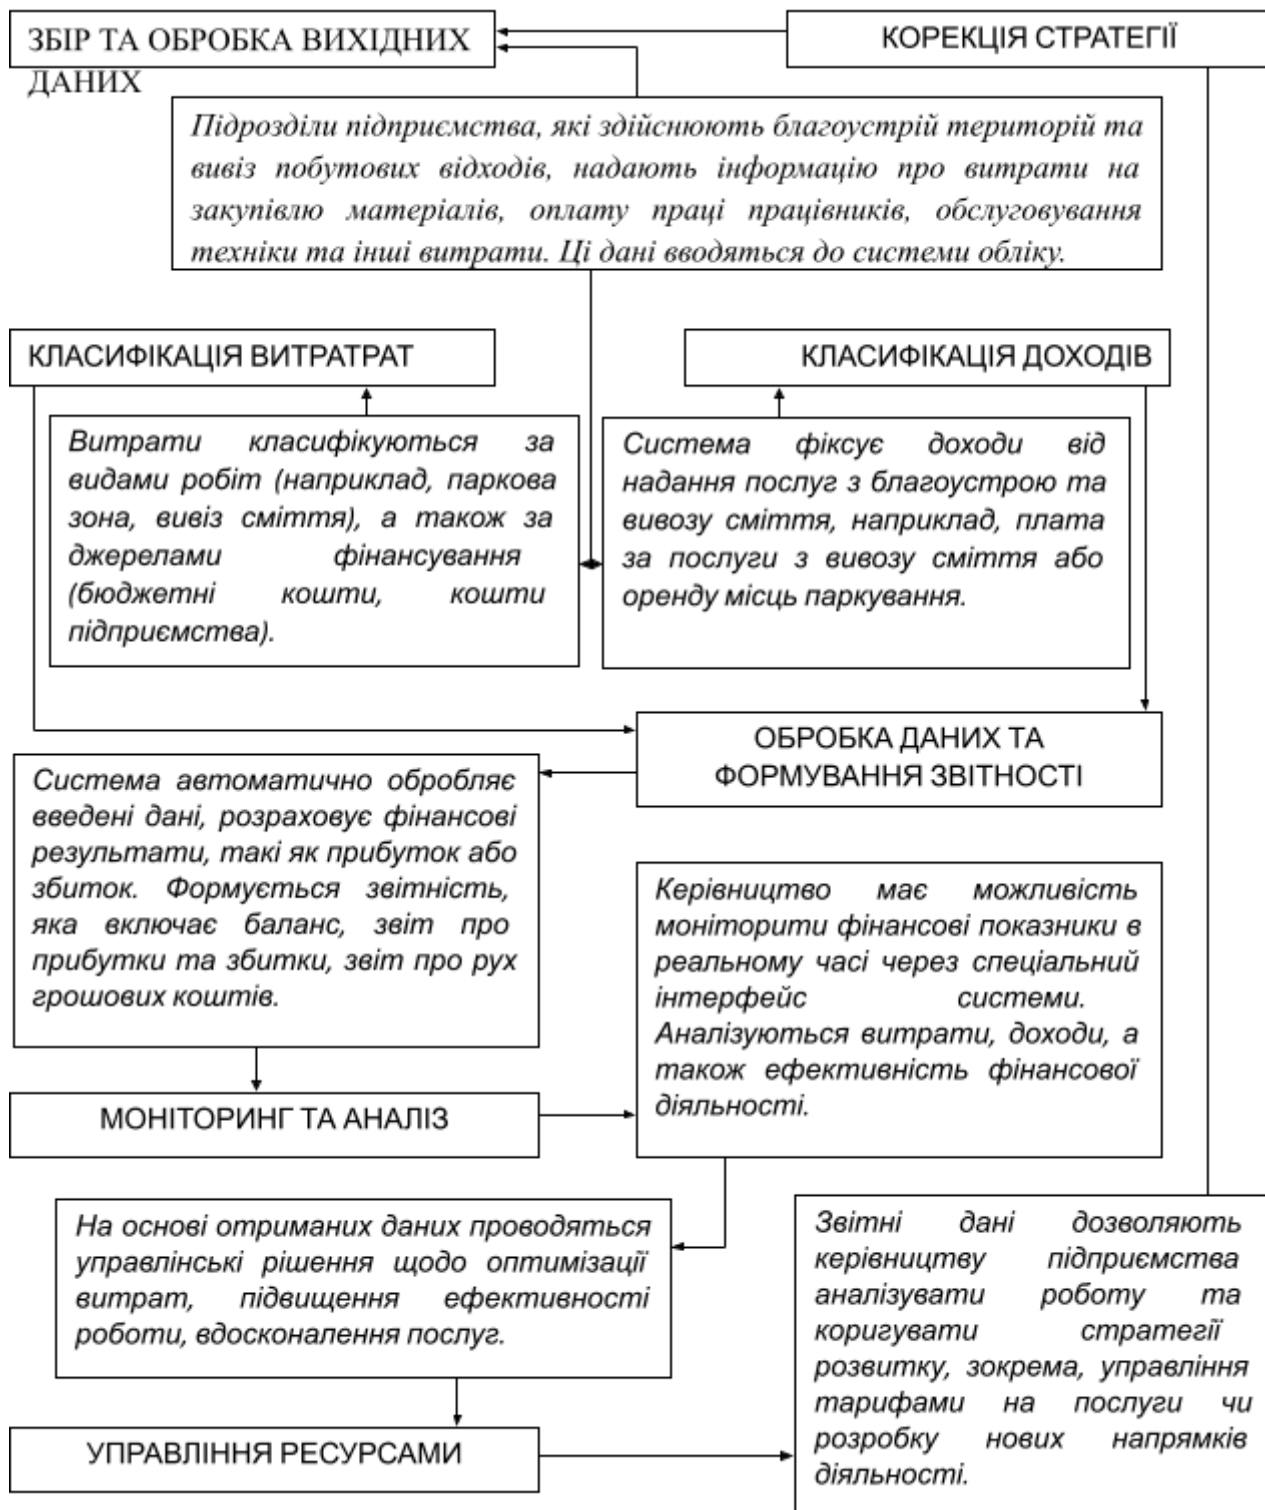 ЗБІР ТА ОБРОБКА ВИХІДНИХ
ДАНИХ
КОРЕКЦІЯ СТРАТЕГІЇ
Підрозділи підприємства, які здійснюють благоустрій територій та
вивіз побутових відходів, надають інформацію про витрати на
закупівлю матеріалів, оплату праці працівників, обслуговування
техніки та інші витрати. Ці дані вводяться до системи обліку.
КЛАСИФІКАЦІЯ ВИТРАТРАТ
КЛАСИФІКАЦІЯ ДОХОДІВ
Витрати класифікуються за
видами робіт (наприклад, паркова
зона, вивіз сміття), а також за
джерелами фінансування
(бюджетні кошти, кошти
підприємства).
Система фіксує доходи від
надання послуг з благоустрою та
вивозу сміття, наприклад, плата
за послуги з вивозу сміття або
оренду місць паркування.
ОБРОБКА ДАНИХ ТА
ФОРМУВАННЯ ЗВІТНОСТІ
Система автоматично обробляє
введені дані, розраховує фінансові
результати, такі як прибуток або
збиток. Формується звітність,
яка включає баланс, звіт про
прибутки та збитки, звіт про рух
грошових коштів.
Керівництво має можливість
моніторити фінансові показники в
реальному часі через спеціальний
інтерфейс системи.
Аналізуються витрати, доходи, а
також ефективність фінансової
діяльності.
МОНІТОРИНГ ТА АНАЛІЗ
На основі отриманих даних проводяться
управлінські рішення щодо оптимізації
витрат, підвищення ефективності
роботи, вдосконалення послуг.
Звітні дані дозволяють
керівництву підприємства
аналізувати роботу та
коригувати стратегії
розвитку, зокрема, управління
тарифами на послуги чи
розробку нових напрямків
діяльності.
УПРАВЛІННЯ РЕСУРСАМИ